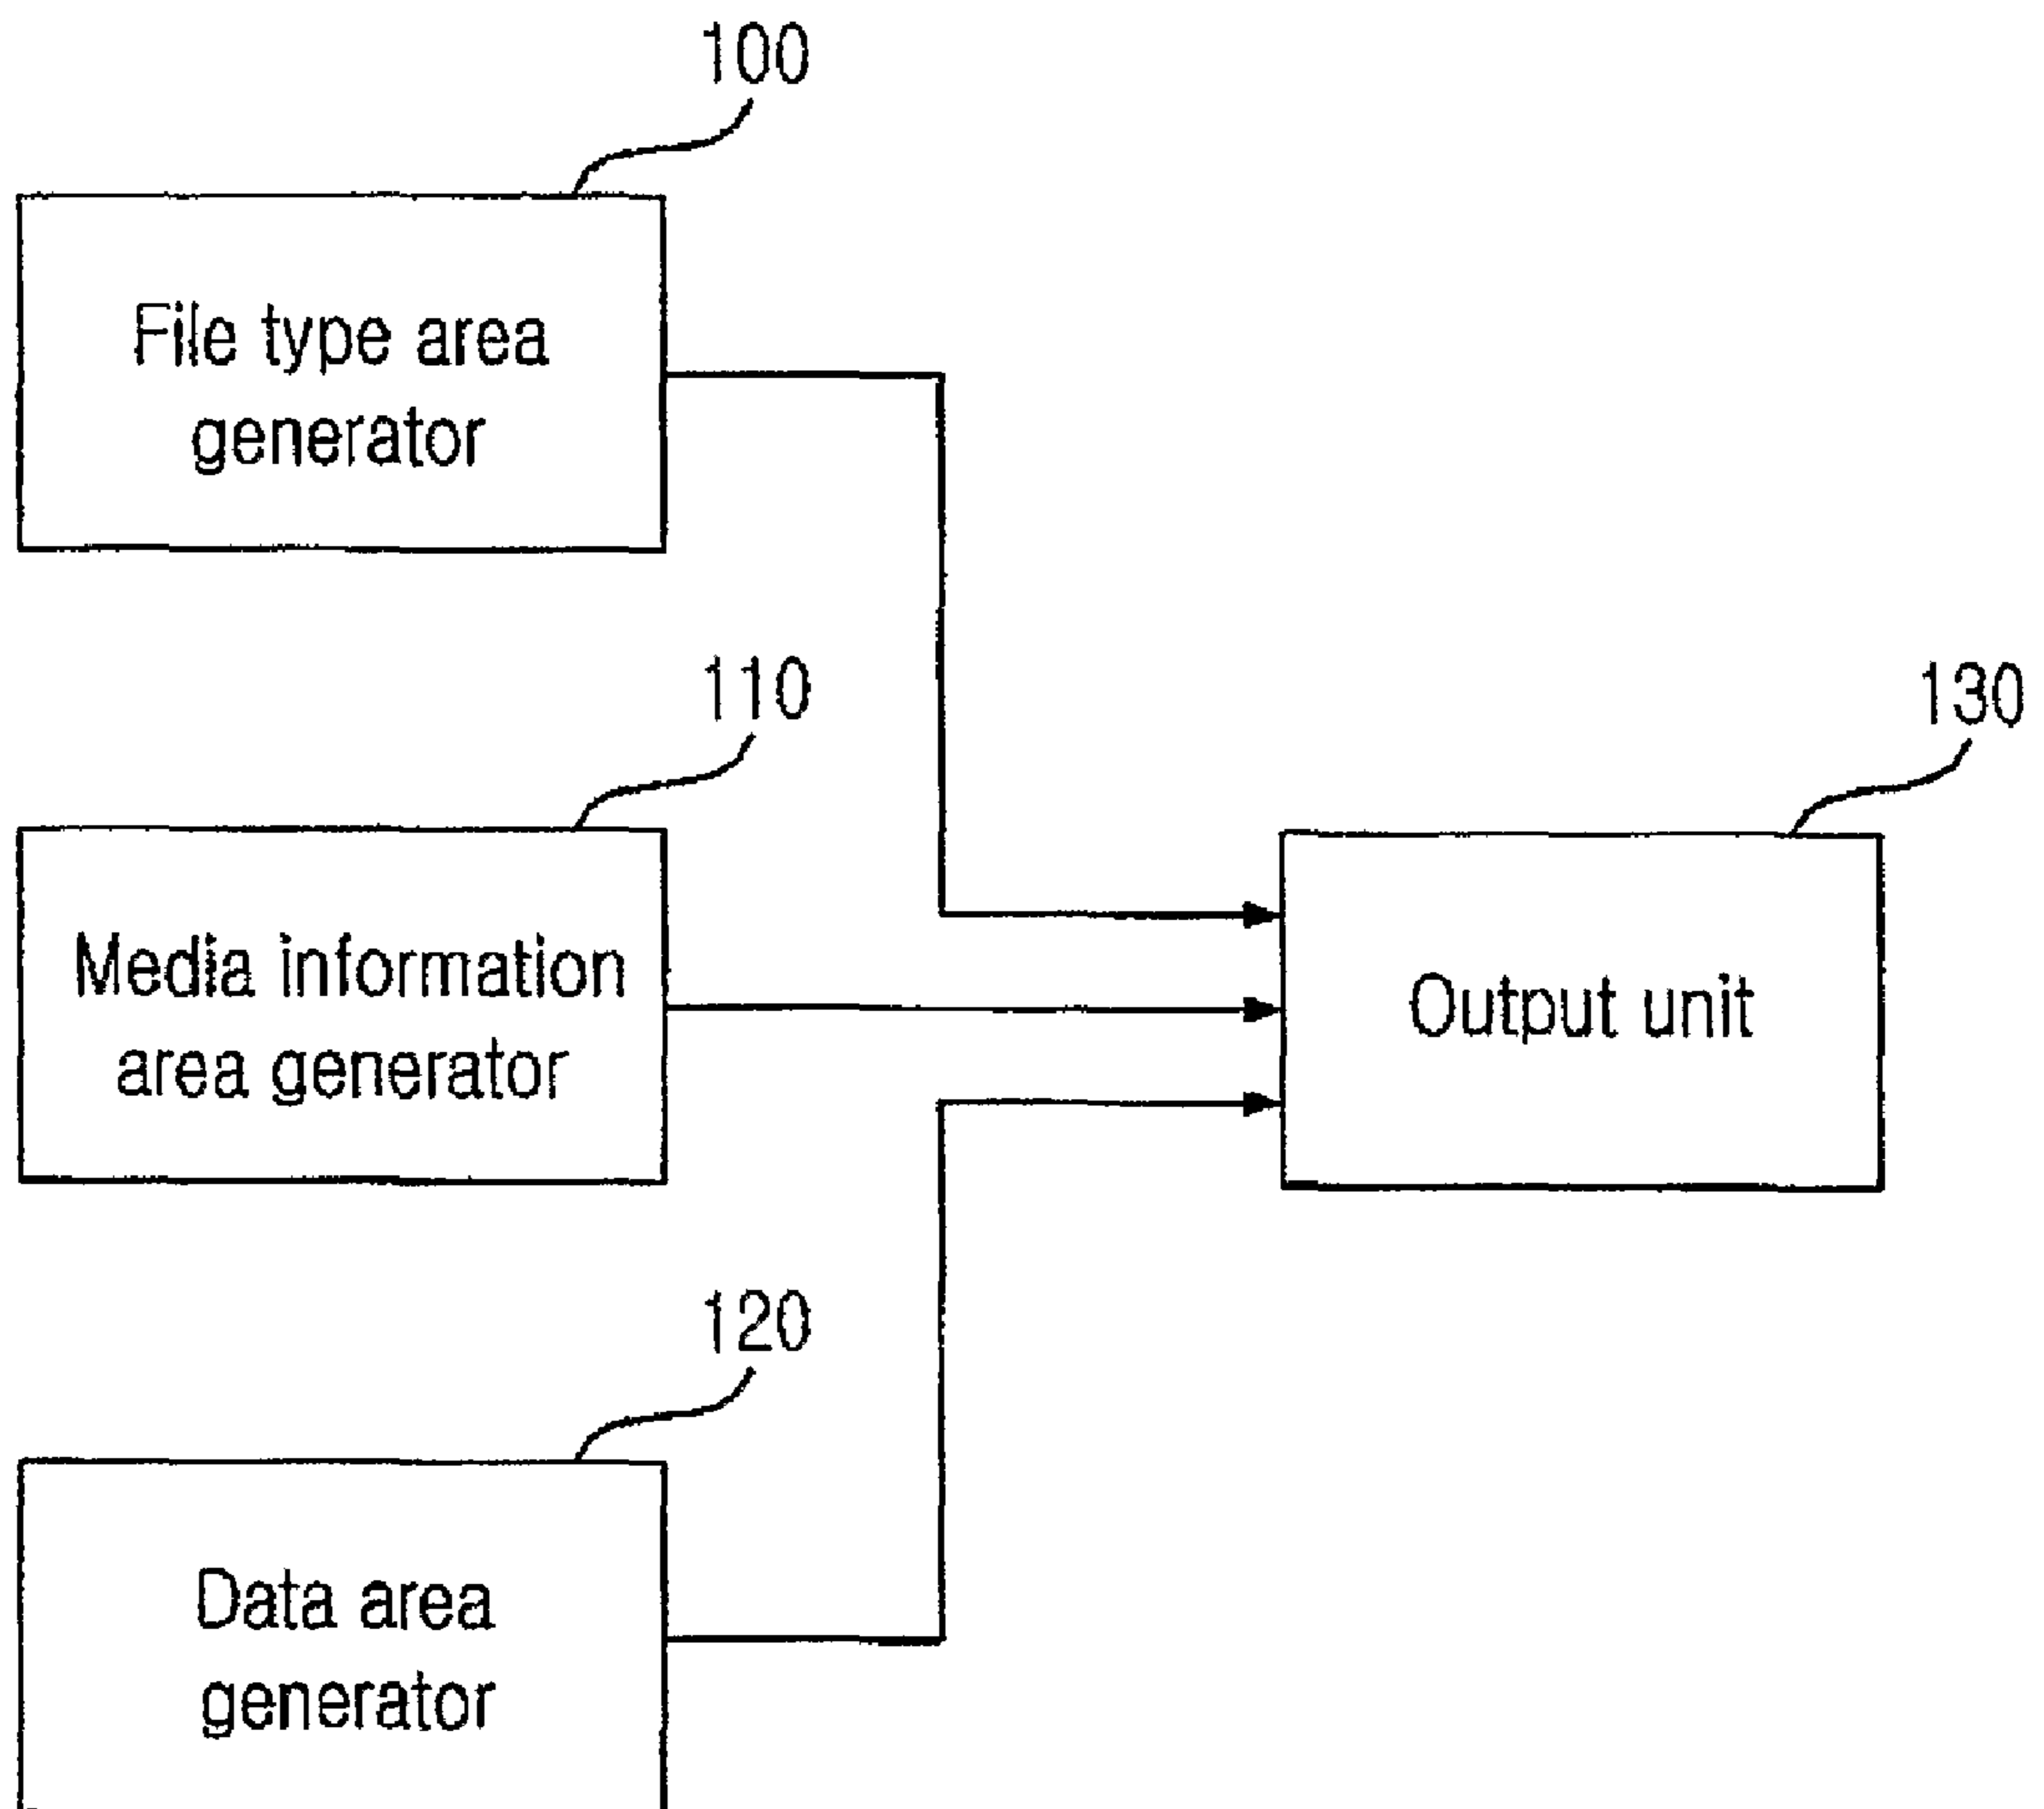 100
File type area
generator
110
Media information
area generator
130
Output unit
120
Data area
generator